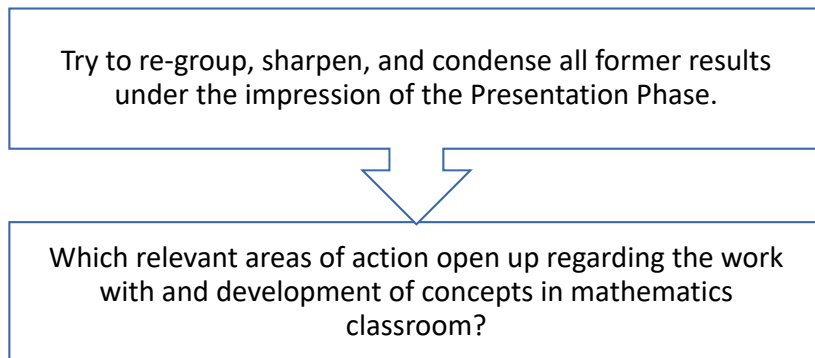 Try to re-group, sharpen, and condense all former results
under the impression of the Presentation Phase.
Which relevant areas of action open up regarding the work
with and development of concepts in mathematics
classroom?